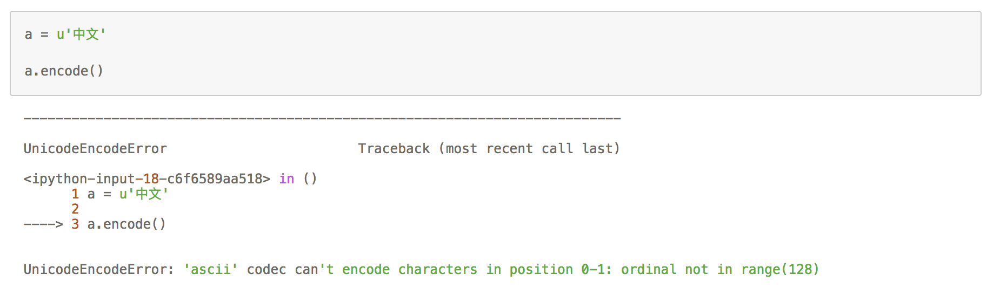 a = u'中文'
a.encode()
---------------------------------------------------------------------------
UnicodeEncodeError                        Traceback (most recent call last)
<ipython-input-18-c6f6589aa518> in ()
      1 a = u'中文'
      2
----> 3 a.encode()
UnicodeEncodeError: 'ascii' codec can't encode characters in position 0-1: ordinal not in range(128)